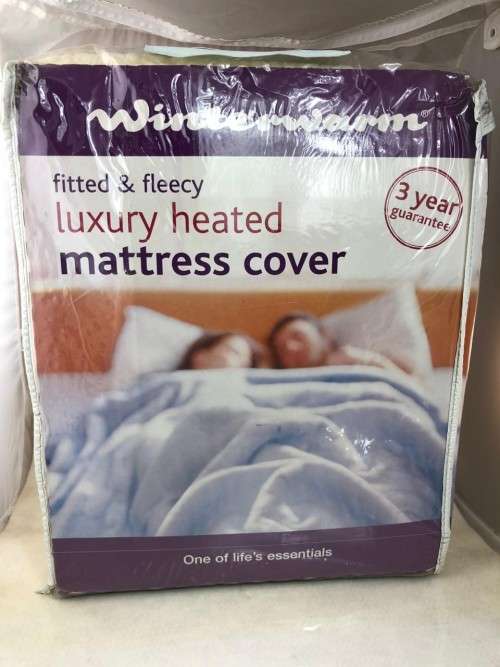 Winterwarm®
fitted & fleecy
luxury heated
mattress cover
3 year
guarantee
One of life's essentials